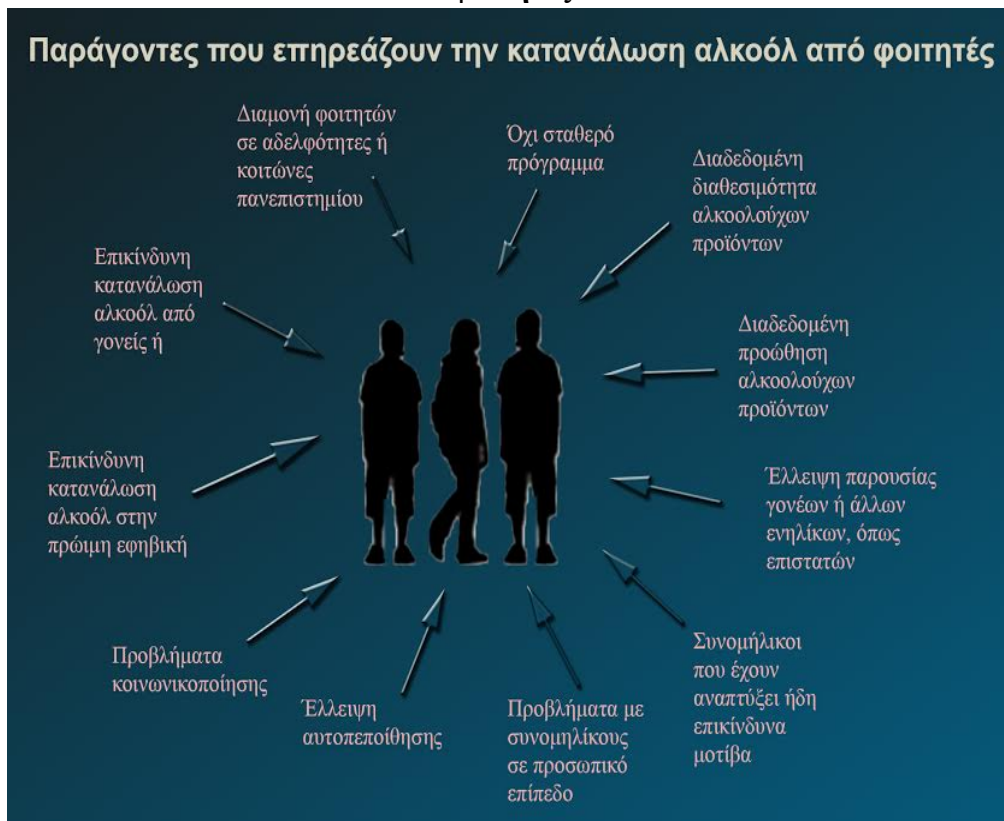 Παράγοντες που επηρεάζουν την κατανάλωση αλκοόλ από φοιτητές
Διαμονή φοιτητών
σε αδελφότητες ή
κοιτώνες
πανεπιστημίου
Όχι σταθερό
πρόγραμμα
Διαδεδομένη
διαθεσιμότητα
αλκοολούχων
προϊόντων
Επικίνδυνη
κατανάλωση
αλκοόλ από
γονείς ή
Διαδεδομένη
προώθηση
αλκοολούχων
προϊόντων
Επικίνδυνη
κατανάλωση
αλκοόλ στην
πρώιμη εφηβική
Έλλειψη παρουσίας
γονέων ή άλλων
ενηλίκων, όπως
επιστατών
Προβλήματα
κοινωνικοποίησης
Έλλειψη
αυτοπεποίθησης
Προβλήματα με
συνομηλίκους
σε προσωπικό
επίπεδο
Συνομήλικοι
που έχουν
αναπτύξει ήδη
επικίνδυνα
μοτίβα